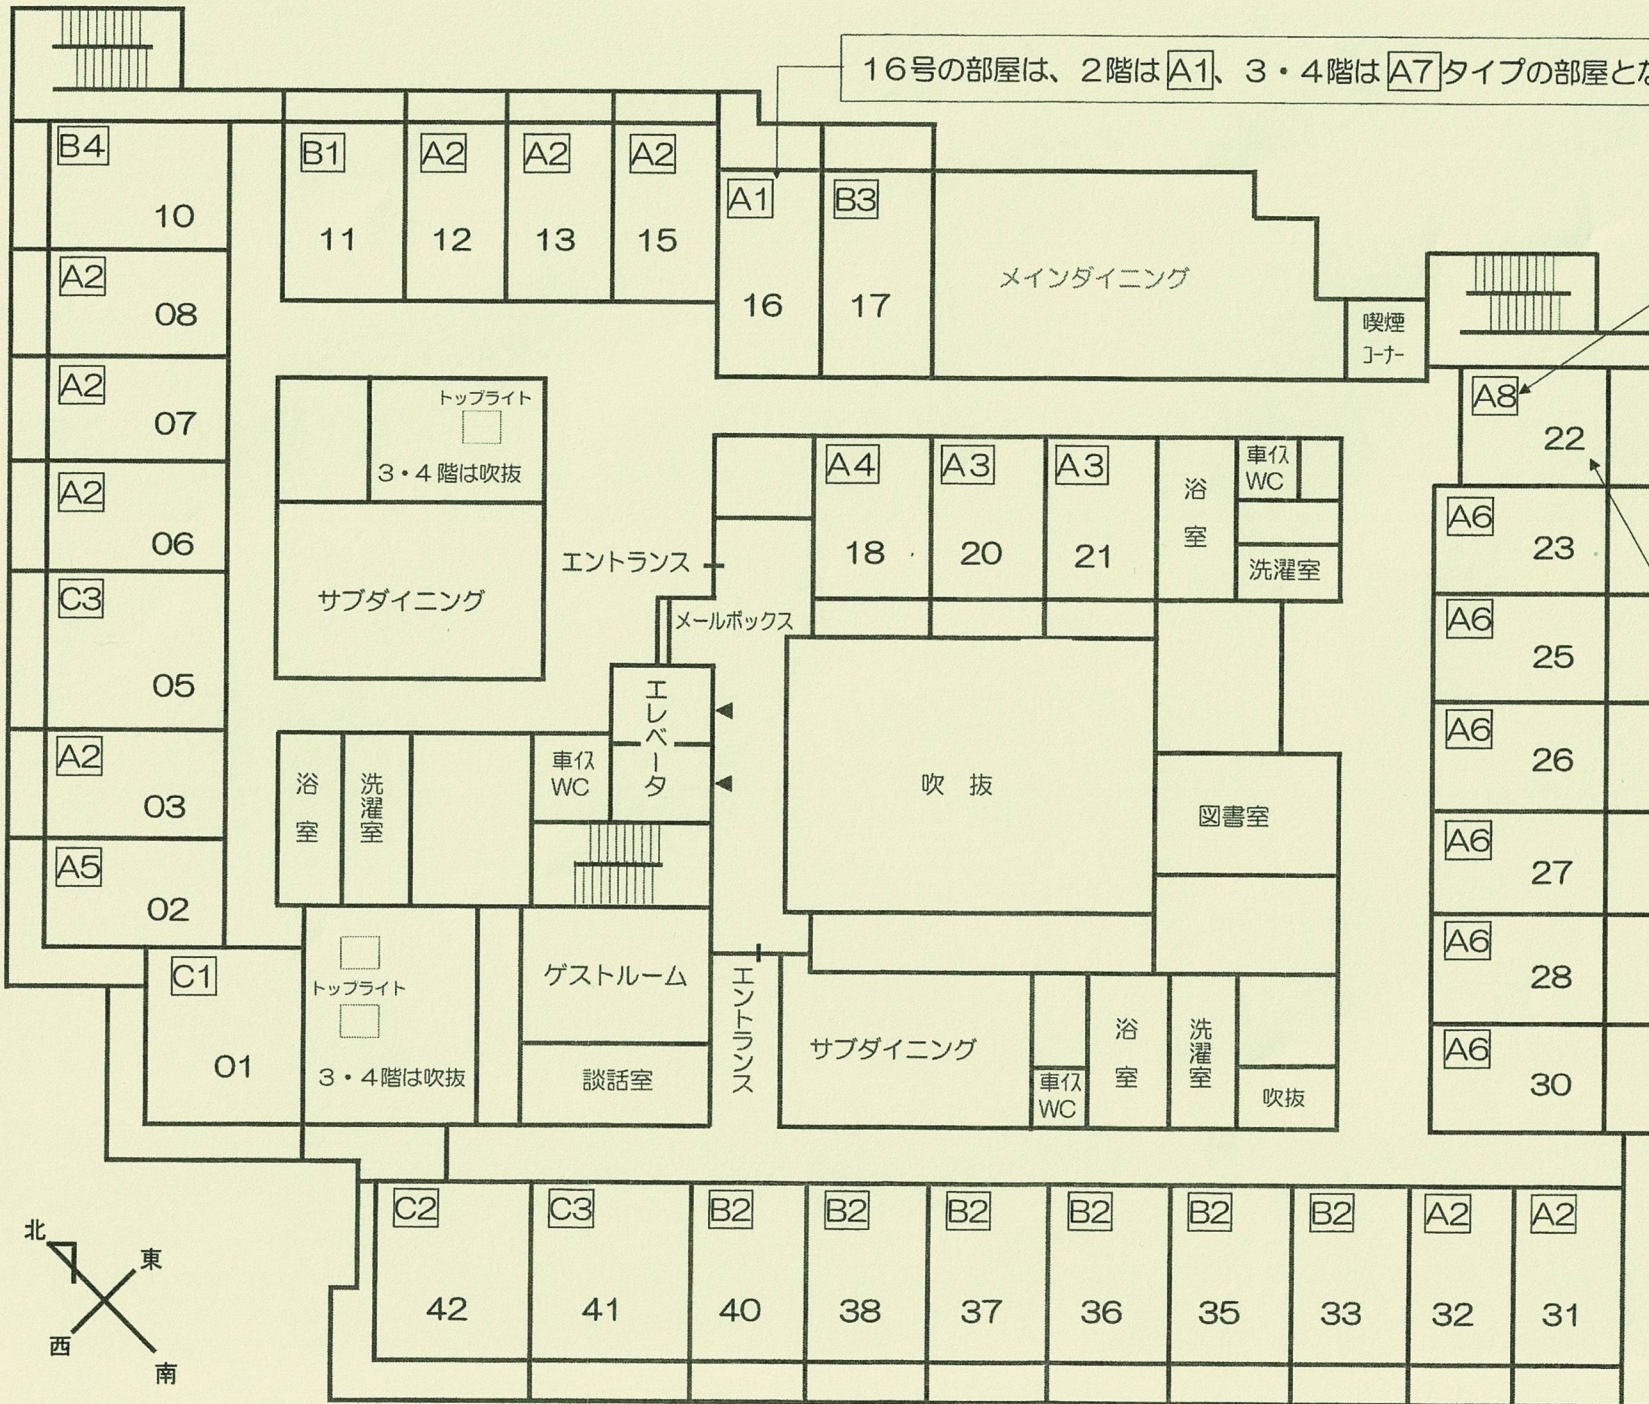 16号の部屋は、2階はA1、3・4階はA7タイプの部屋とな
B4
10
B1
11
A2
12
A2
13
A2
15
A1
16
B3
17
メインダイニング
喫煙
コーナー
A2
08
A2
07
A2
06
C3
05
A2
03
A5
02
C1
01
トップライト
3・4階は吹抜
サブダイニング
エントランス
メールボックス
エレベータ
A4
18
A3
20
A3
21
浴室
車イス
WC
洗濯室
A8
22
A6
23
A6
25
A6
26
A6
27
A6
28
A6
30
吹抜
図書室
浴室
洗濯室
車イス
WC
トップライト
3・4階は吹抜
ゲストルーム
談話室
エントランス
サブダイニング
車イス
WC
浴室
洗濯室
吹抜
C2
42
C3
41
B2
40
B2
38
B2
37
B2
36
B2
35
B2
33
A2
32
A2
31
北
東
西
南